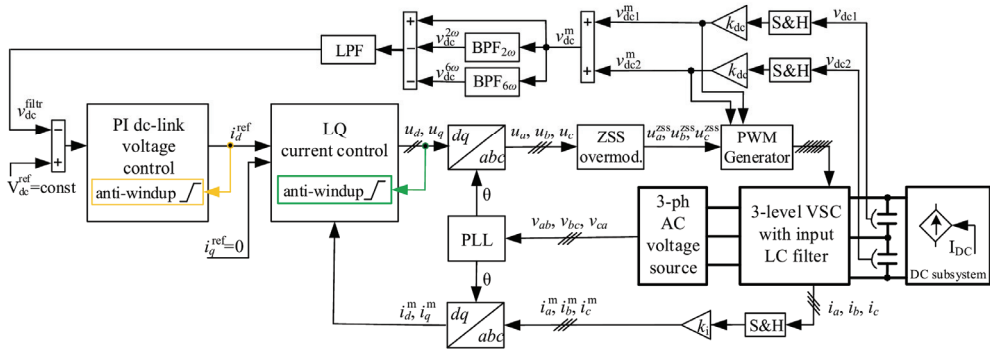 v_dc^m
v_dc1^m
k_dc
S&H
v_dc1
LPF
v_dc^2ω
BPF_2ω
v_dc^6ω
BPF_6ω
v_dc2^m
k_dc
S&H
v_dc2
v_dc^filtr
V_dc^ref=const
PI dc-link
voltage
control
anti-windup
i_d^ref
i_q^ref=0
LQ
current control
anti-windup
u_d, u_q
dq
abc
u_a, u_b, u_c
ZSS
overmod.
u_a^zss u_b^zss u_c^zss
PWM
Generator
θ
PLL
θ
v_ab, v_bc, v_ca
3-ph
AC
voltage
source
3-level VSC
with input
LC filter
I_DC
DC subsystem
i_d^m, i_q^m
dq
abc
i_a^m, i_b^m, i_c^m
k_i
S&H
i_a, i_b, i_c